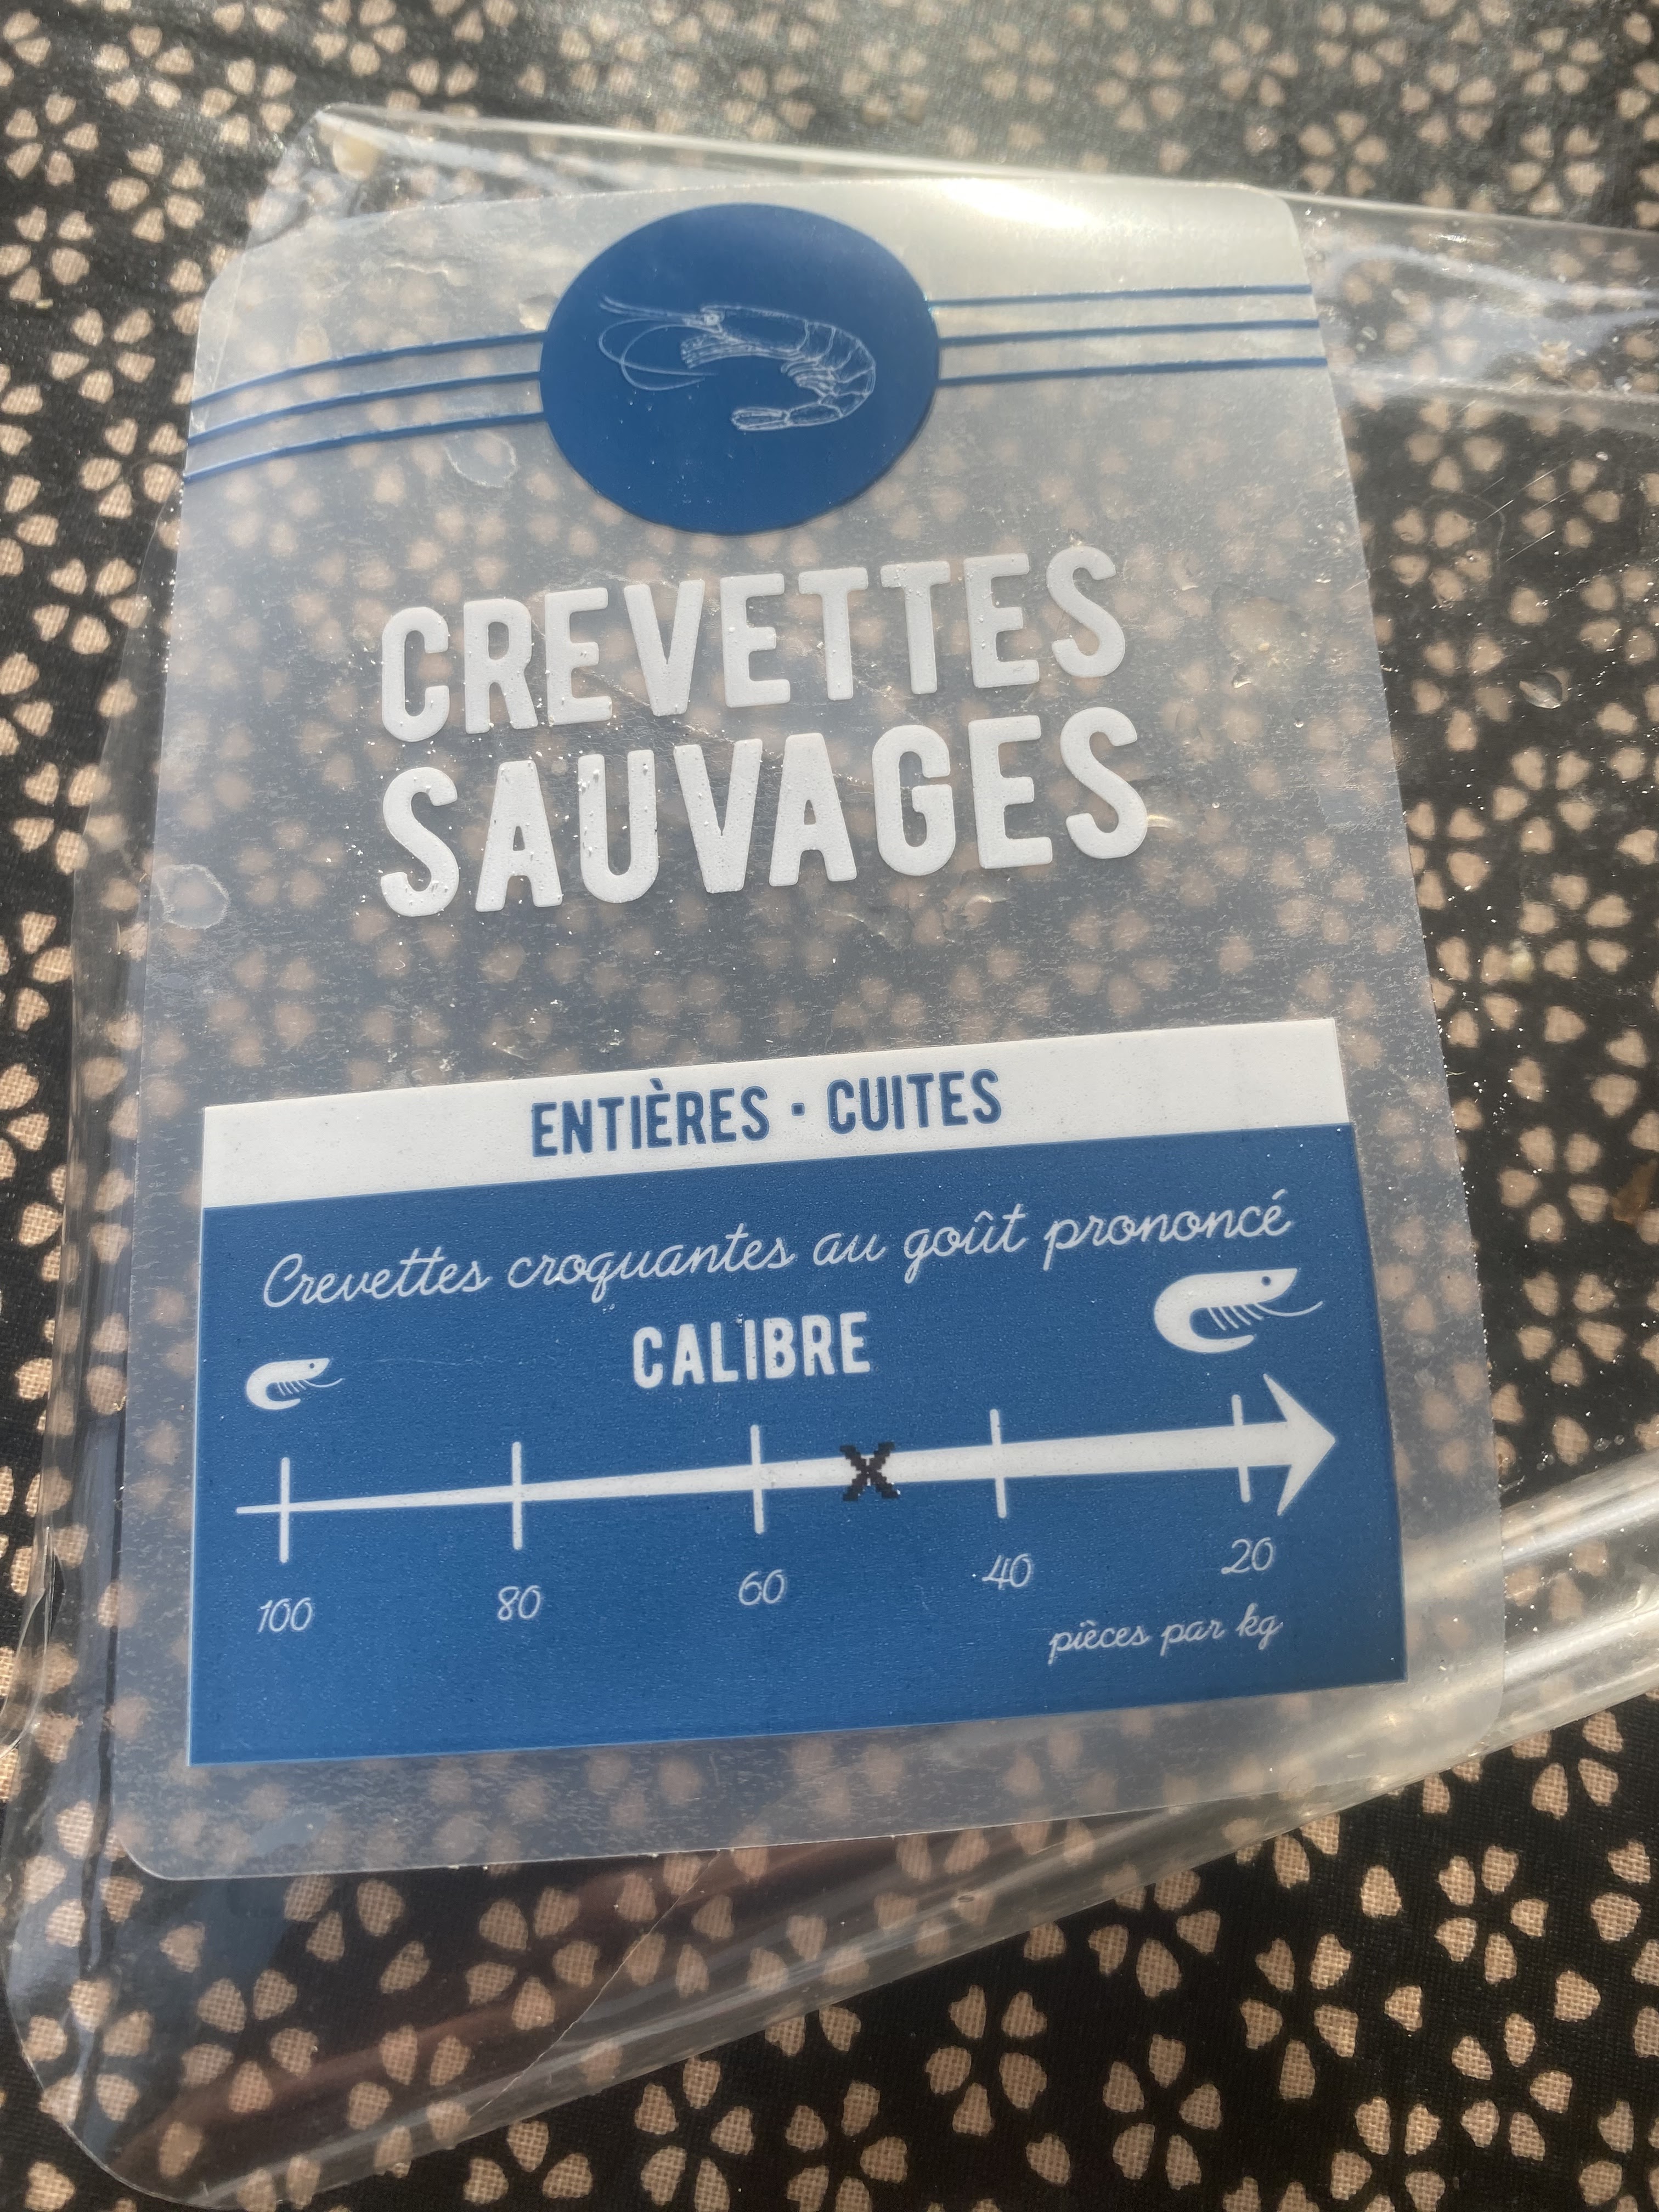 CREVETTES
SAUVAGES
ENTIÈRES · CUITES
Crevettes croquantes au goût prononcé
CALIBRE
X
100 80 60 40 20
pièces par kg